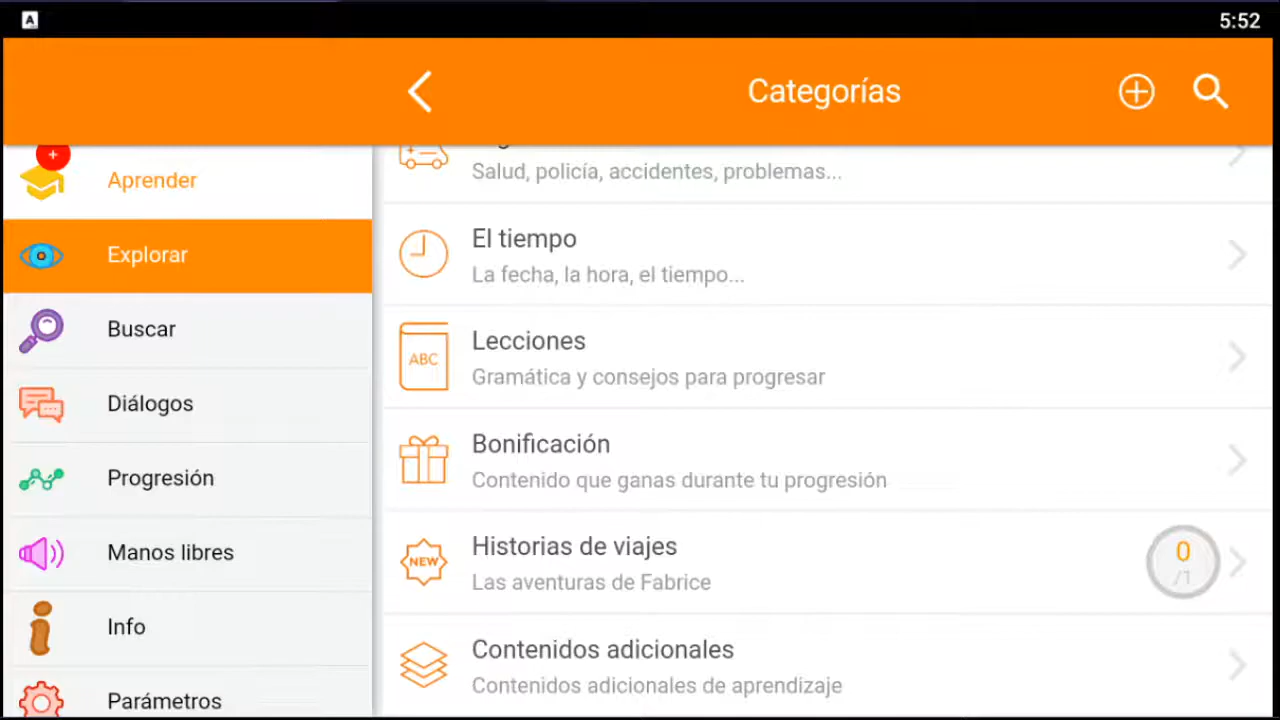 A
5:52
Categorías
+
Aprender
Explorar
Buscar
Diálogos
Progresión
Manos libres
Info
Parámetros
Salud, policía, accidentes, problemas...
El tiempo
La fecha, la hora, el tiempo...
ABC
Lecciones
Gramática y consejos para progresar
Bonificación
Contenido que ganas durante tu progresión
NEW
Historias de viajes
Las aventuras de Fabrice
0
/1
Contenidos adicionales
Contenidos adicionales de aprendizaje